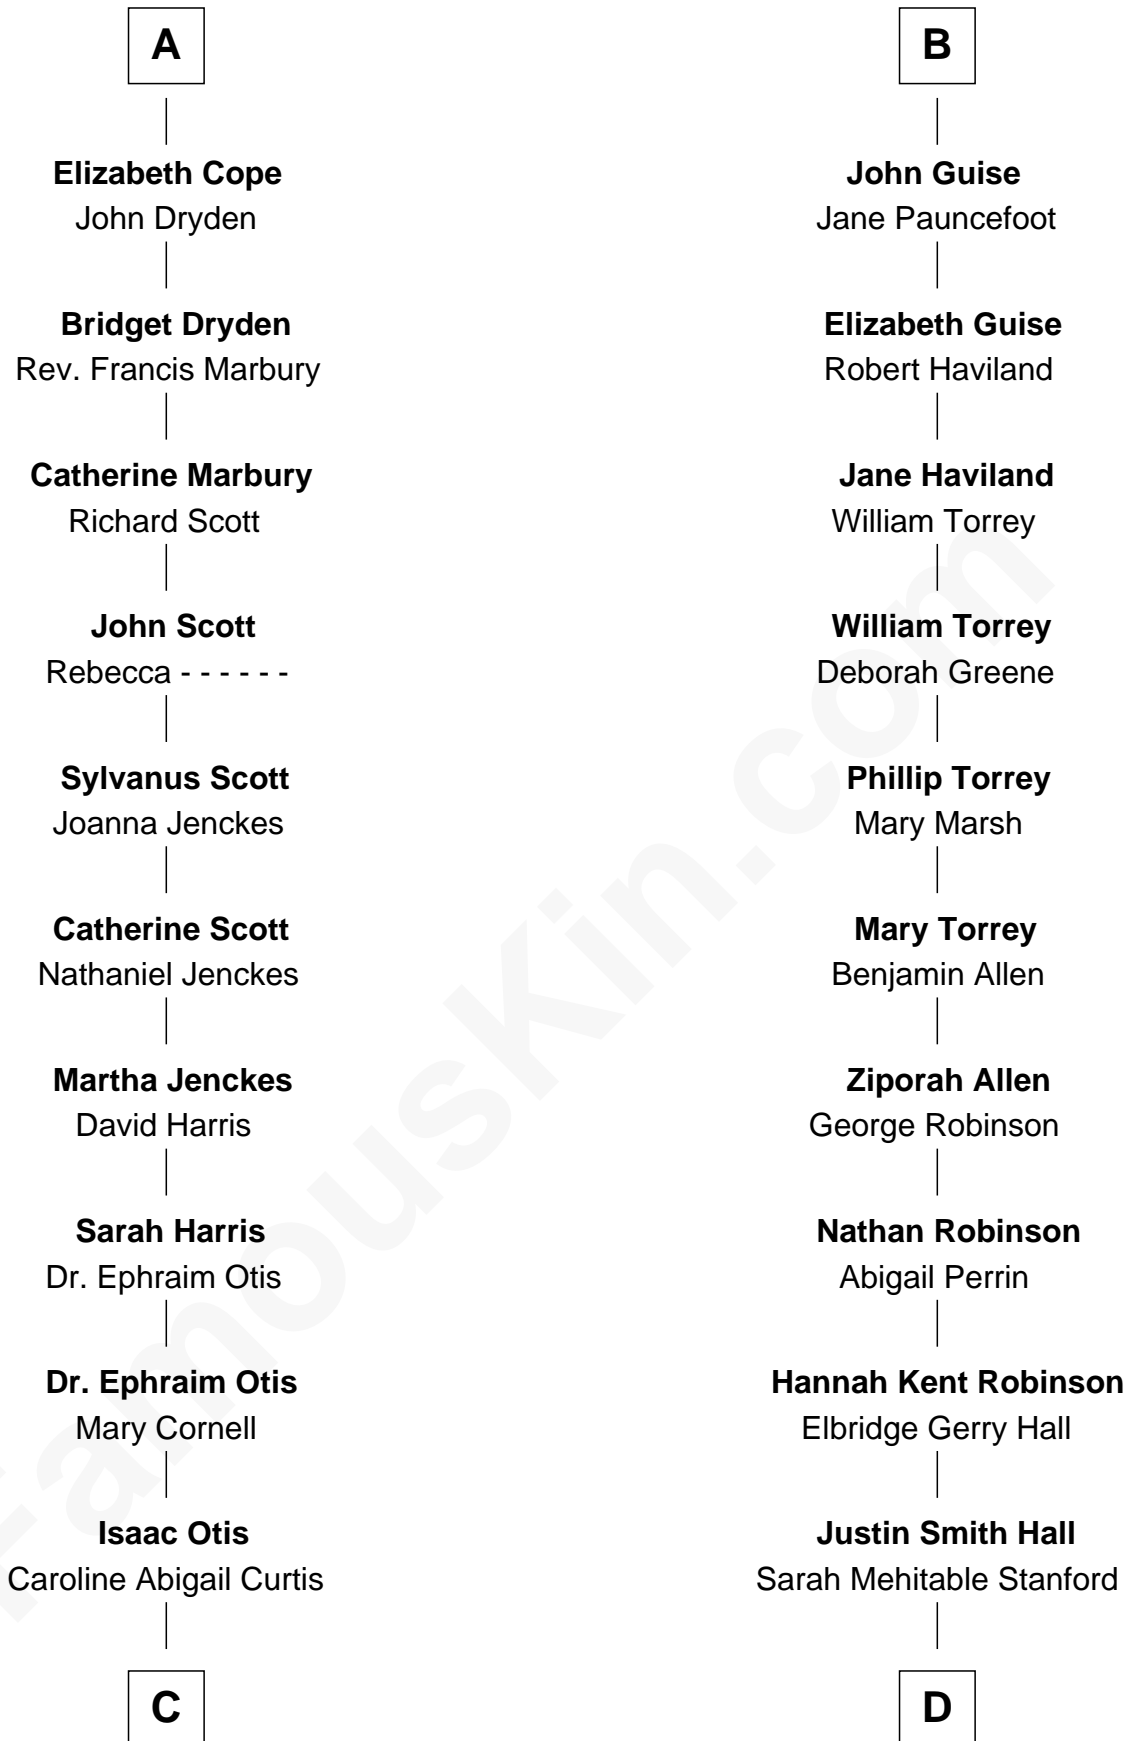 A
Elizabeth Cope
John Dryden
Bridget Dryden
Rev. Francis Marbury
Catherine Marbury
Richard Scott
John Scott
Rebecca - - - - - -
Sylvanus Scott
Joanna Jenckes
Catherine Scott
Nathaniel Jenckes
Martha Jenckes
David Harris
Sarah Harris
Dr. Ephraim Otis
Dr. Ephraim Otis
Mary Cornell
Isaac Otis
Caroline Abigail Curtis
C
B
John Guise
Jane Pauncefoot
Elizabeth Guise
Robert Haviland
Jane Haviland
William Torrey
William Torrey
Deborah Greene
Phillip Torrey
Mary Marsh
Mary Torrey
Benjamin Allen
Ziporah Allen
George Robinson
Nathan Robinson
Abigail Perrin
Hannah Kent Robinson
Elbridge Gerry Hall
Justin Smith Hall
Sarah Mehitable Stanford
D
FamousKin.com